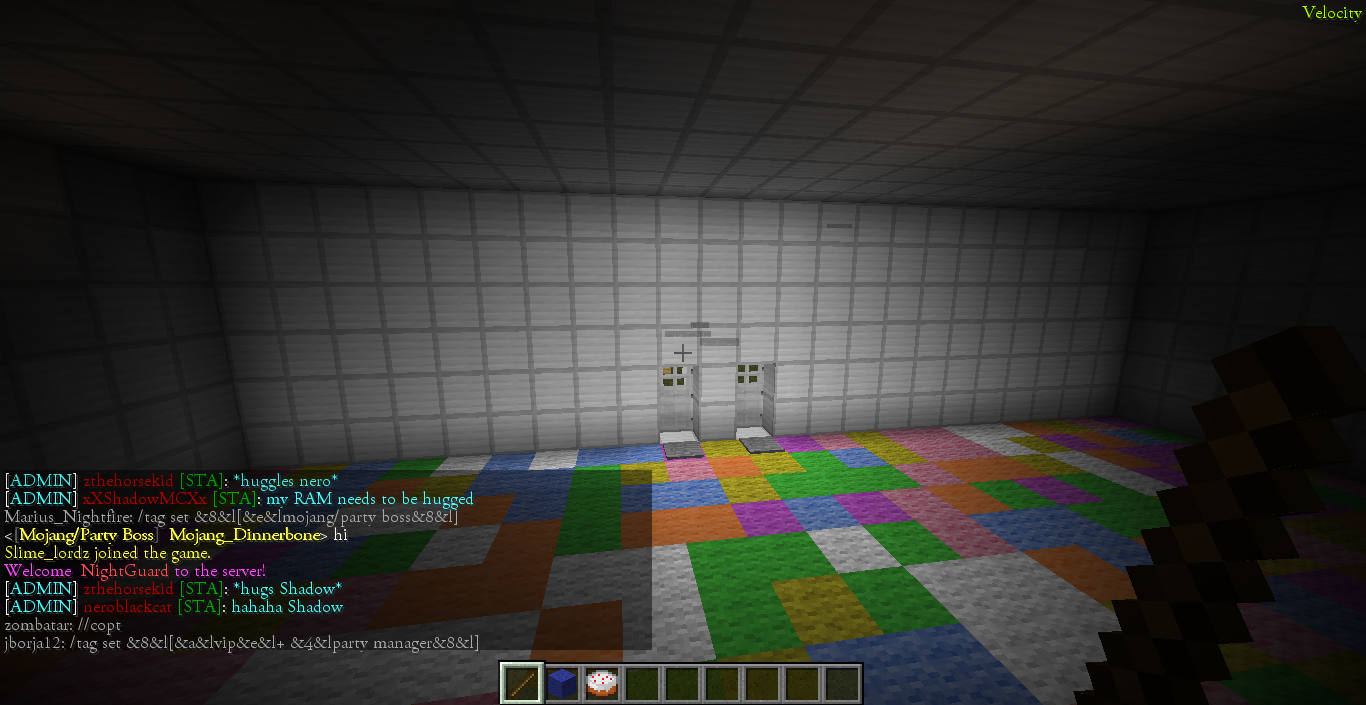 Velocity
[ADMIN] zthehorsekid [STA]: *huggles nero*
[ADMIN] xXShadowMCXx [STA]: my RAM needs to be hugged
Marius_Nightfire: /tag set &8&l[&e&lmojang/party boss&8&l]
<[Mojang/Party Boss]  Mojang_Dinnerbone> hi
Slime_lordz joined the game.
Welcome  NightGuard to the server!
[ADMIN] zthehorsekid [STA]: *hugs Shadow*
[ADMIN] neroblackcat [STA]: hahaha Shadow
zombatar: //copt
jborja12: /tag set &8&l[&a&lvip&e&l+ &4&lparty manager&8&l]